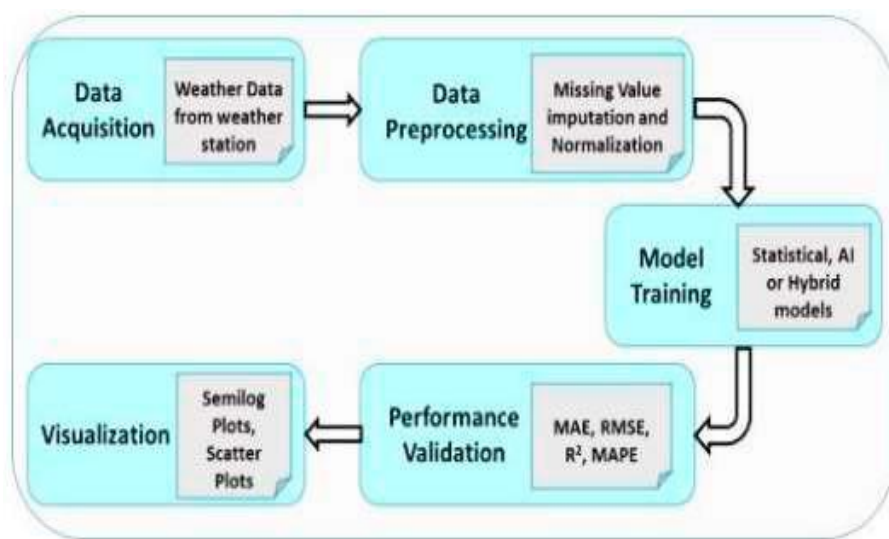 Data
Acquisition
Weather Data
from weather
station
Data
Preprocessing
Missing Value
imputation and
Normalization
Model
Training
Statistical, AI
or Hybrid
models
Performance
Validation
MAE, RMSE,
R², MAPE
Visualization
Semilog
Plots,
Scatter
Plots